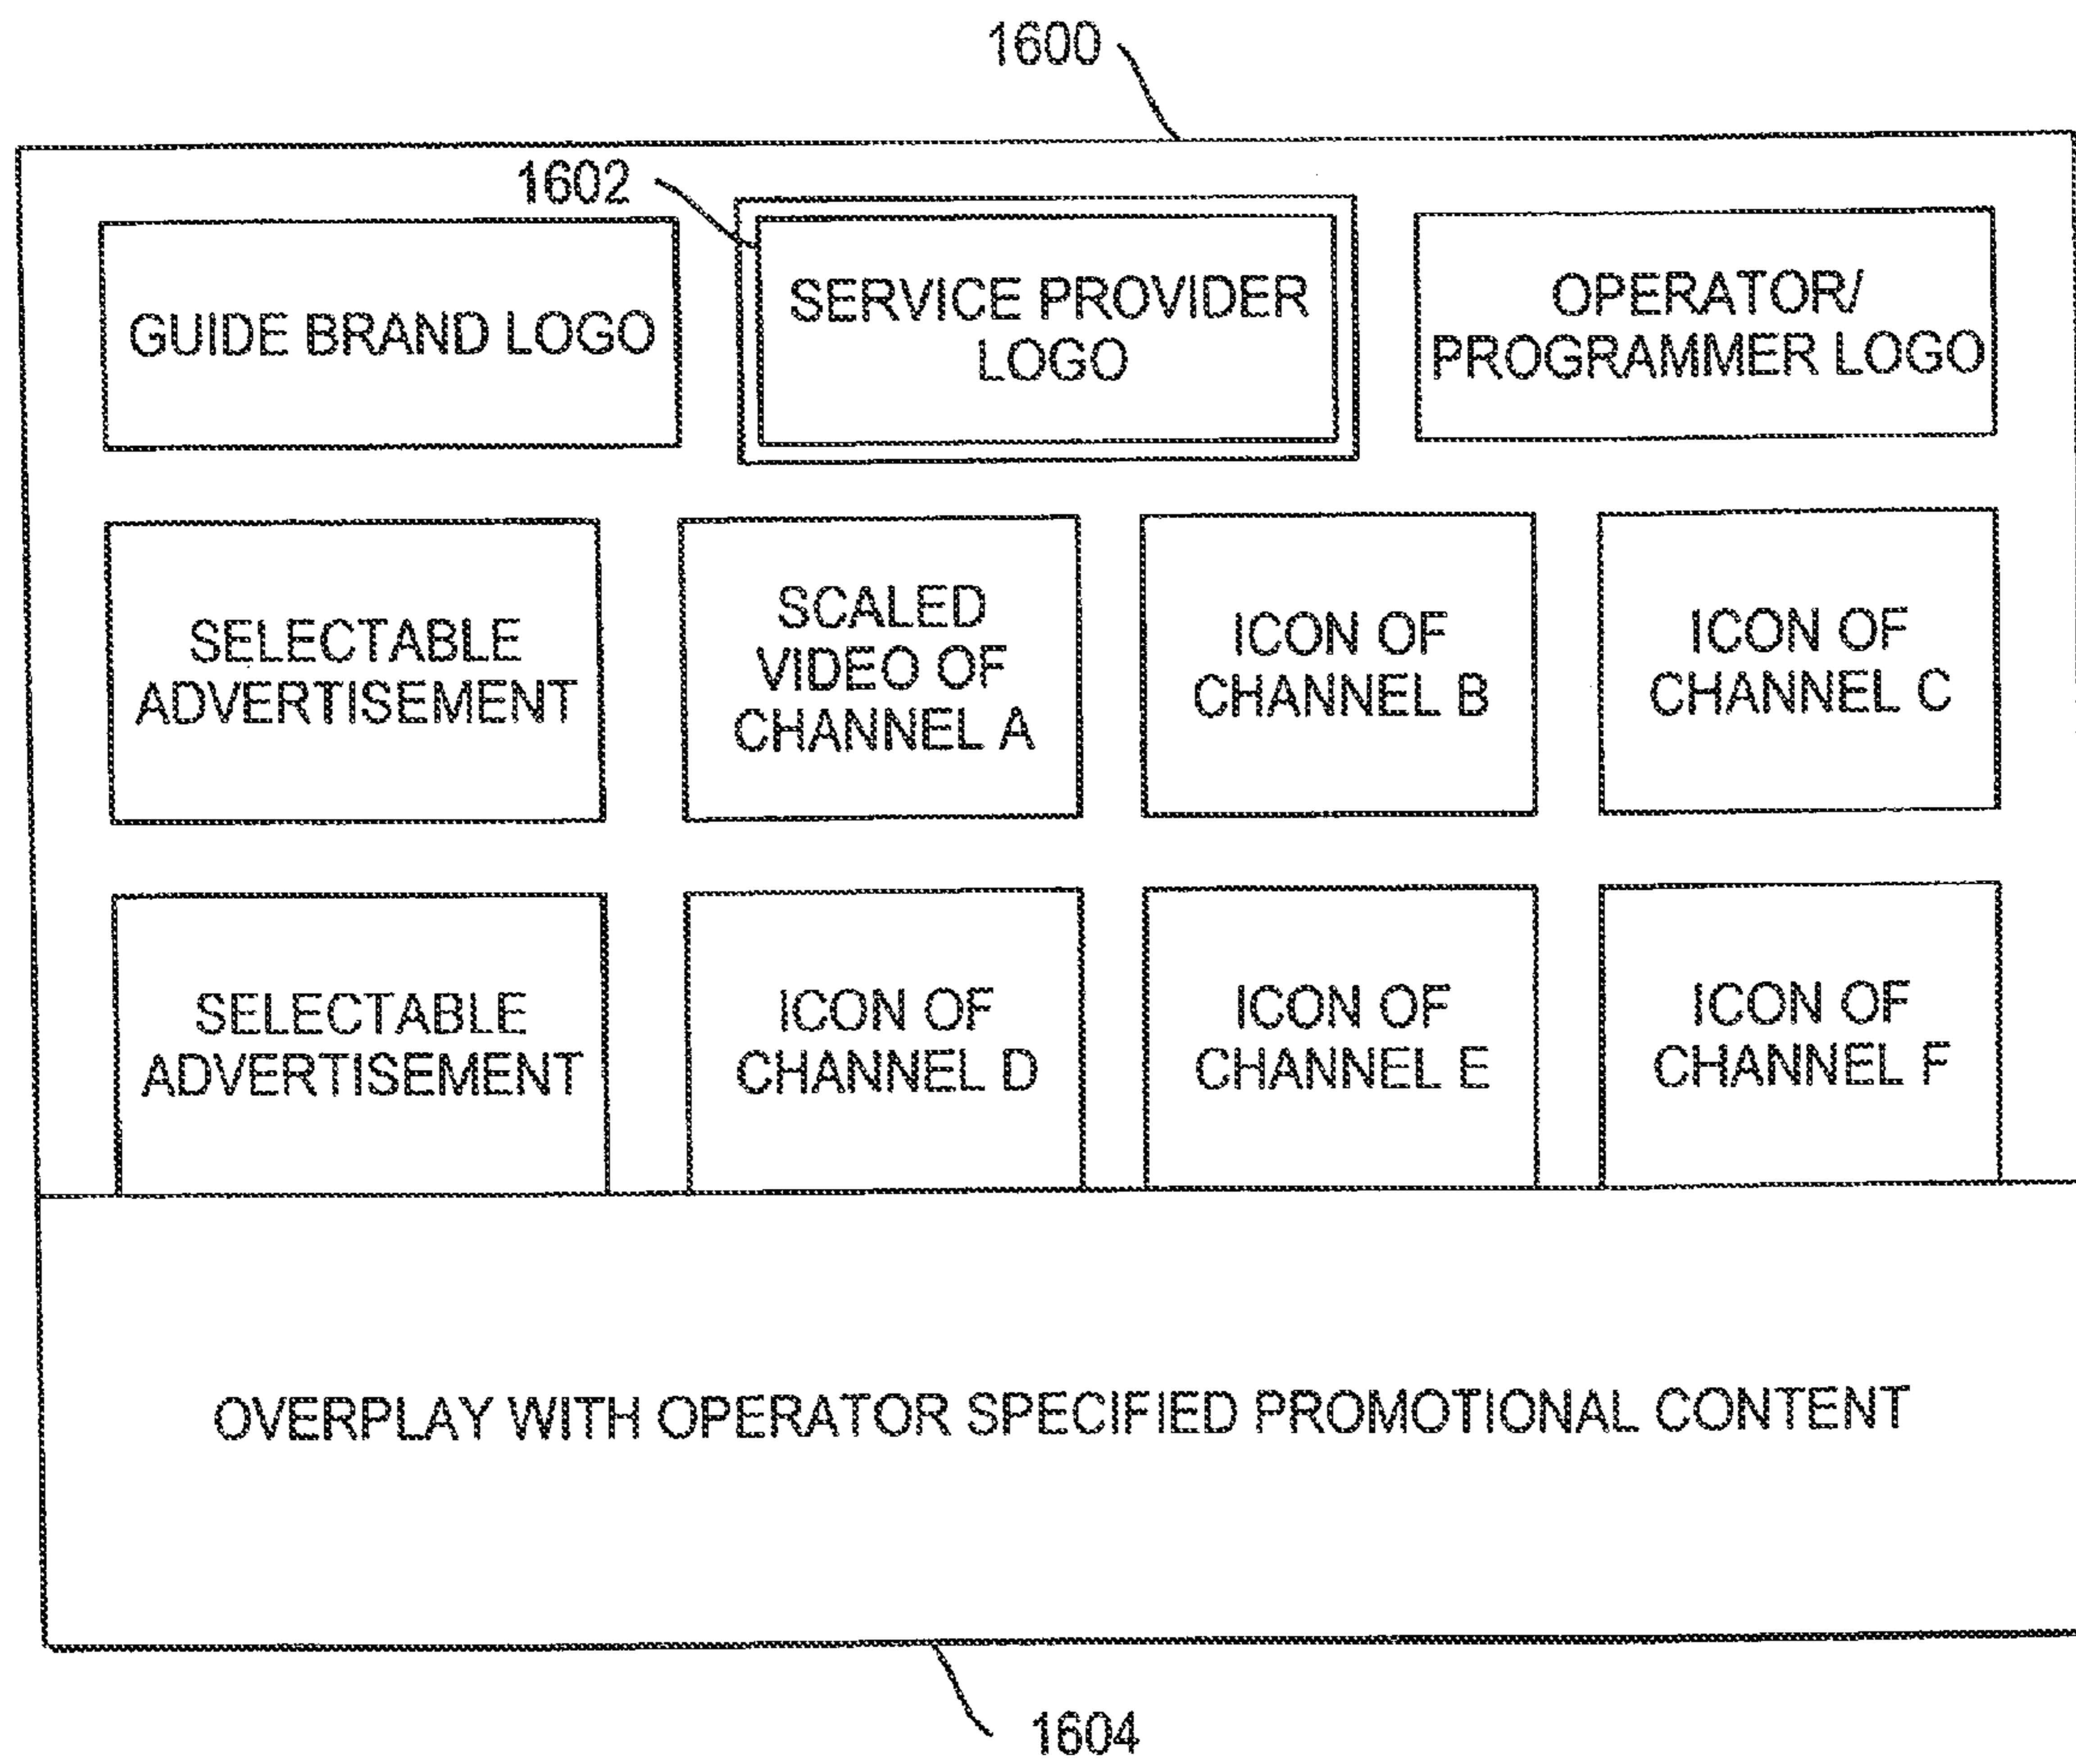 1600
1602
GUIDE BRAND LOGO
SERVICE PROVIDER
LOGO
OPERATOR/
PROGRAMMER LOGO
SELECTABLE
ADVERTISEMENT
SCALED
VIDEO OF
CHANNEL A
ICON OF
CHANNEL B
ICON OF
CHANNEL C
SELECTABLE
ADVERTISEMENT
ICON OF
CHANNEL D
ICON OF
CHANNEL E
ICON OF
CHANNEL F
OVERPLAY WITH OPERATOR SPECIFIED PROMOTIONAL CONTENT
1604